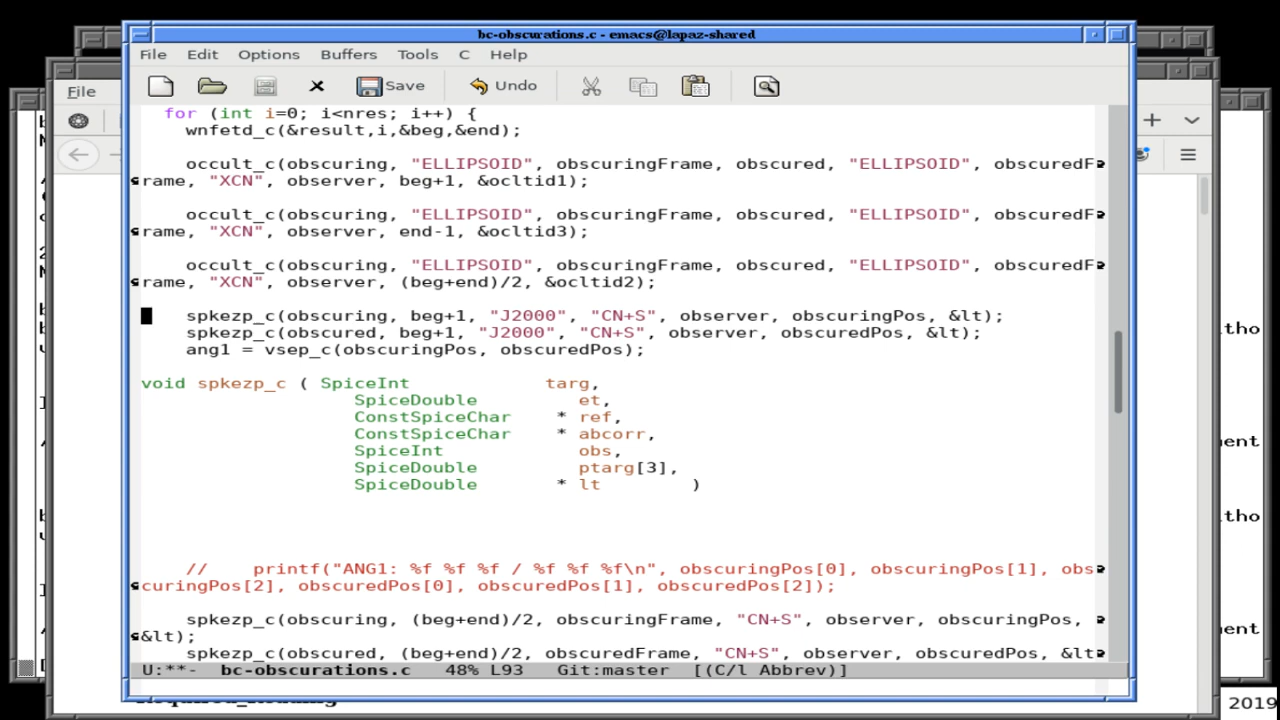 bc-obscurations.c - emacs@lapaz-shared
File Edit Options Buffers Tools C Help
Save Undo
for (int i=0; i<nres; i++) {
wnfetd_c(&result,i,&beg,&end);
occult_c(obscuring, "ELLIPSOID", obscuringFrame, obscured, "ELLIPSOID", obscuredF
rame, "XCN", observer, beg+1, &ocltid1);
occult_c(obscuring, "ELLIPSOID", obscuringFrame, obscured, "ELLIPSOID", obscuredF
rame, "XCN", observer, end-1, &ocltid3);
occult_c(obscuring, "ELLIPSOID", obscuringFrame, obscured, "ELLIPSOID", obscuredF
rame, "XCN", observer, (beg+end)/2, &ocltid2);
spkezp_c(obscuring, beg+1, "J2000", "CN+S", observer, obscuringPos, &lt);
spkezp_c(obscured, beg+1, "J2000", "CN+S", observer, obscuredPos, &lt);
ang1 = vsep_c(obscuringPos, obscuredPos);
void spkezp_c ( SpiceInt targ,
SpiceDouble et,
ConstSpiceChar * ref,
ConstSpiceChar * abcorr,
SpiceInt obs,
SpiceDouble ptarg[3],
SpiceDouble * lt )
// printf("ANG1: %f %f %f / %f %f %f\n", obscuringPos[0], obscuringPos[1], obs
curingPos[2], obscuredPos[0], obscuredPos[1], obscuredPos[2]);
spkezp_c(obscuring, (beg+end)/2, obscuringFrame, "CN+S", observer, obscuringPos,
&lt);
spkezp_c(obscured, (beg+end)/2, obscuredFrame, "CN+S", observer, obscuredPos, &lt
U:**- bc-obscurations.c 48% L93 Git:master [(C/l Abbrev)]
File
tho
ent
tho
ent
2019